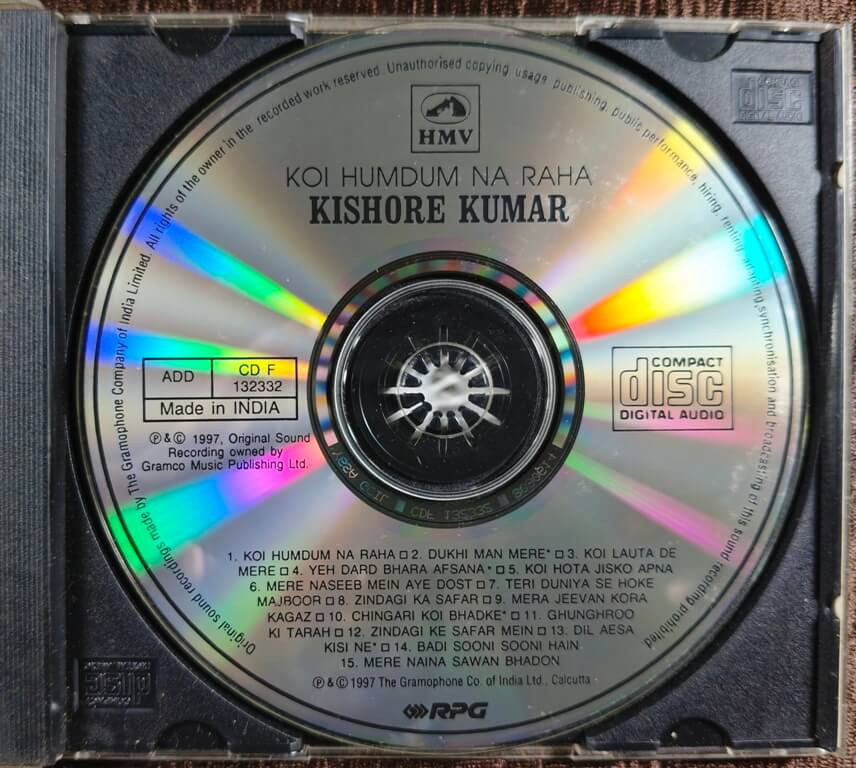 Original sound recordings made by The Gramophone Company of India Limited. All rights of the owner in the recorded work reserved. Unauthorised copying, usage, publishing, public performance, hiring, renting, adapting, synchronisation and broadcasting of this sound recording prohibited.
HMV
KOI HUMDUM NA RAHA
KISHORE KUMAR
ADD
CD F
132332
Made in INDIA
COMPACT
disc
DIGITAL AUDIO
℗ & © 1997, Original Sound
Recording owned by
Gramco Music Publishing Ltd.
1. KOI HUMDUM NA RAHA □ 2. DUKHI MAN MERE* □ 3. KOI LAUTA DE
MERE □ 4. YEH DARD BHARA AFSANA* □ 5. KOI HOTA JISKO APNA
6. MERE NASEEB MEIN AYE DOST □ 7. TERI DUNIYA SE HOKE
MAJBOOR □ 8. ZINDAGI KA SAFAR □ 9. MERA JEEVAN KORA
KAGAZ □ 10. CHINGARI KOI BHADKE* □ 11. GHUNGHROO
KI TARAH □ 12. ZINDAGI KE SAFAR MEIN □ 13. DIL AESA
KISI NE* □ 14. BADI SOONI SOONI HAIN
15. MERE NAINA SAWAN BHADON
℗ & © 1997 The Gramophone Co. of India Ltd., Calcutta
RPG
COMPACT
disc
DIGITAL AUDIO
disc